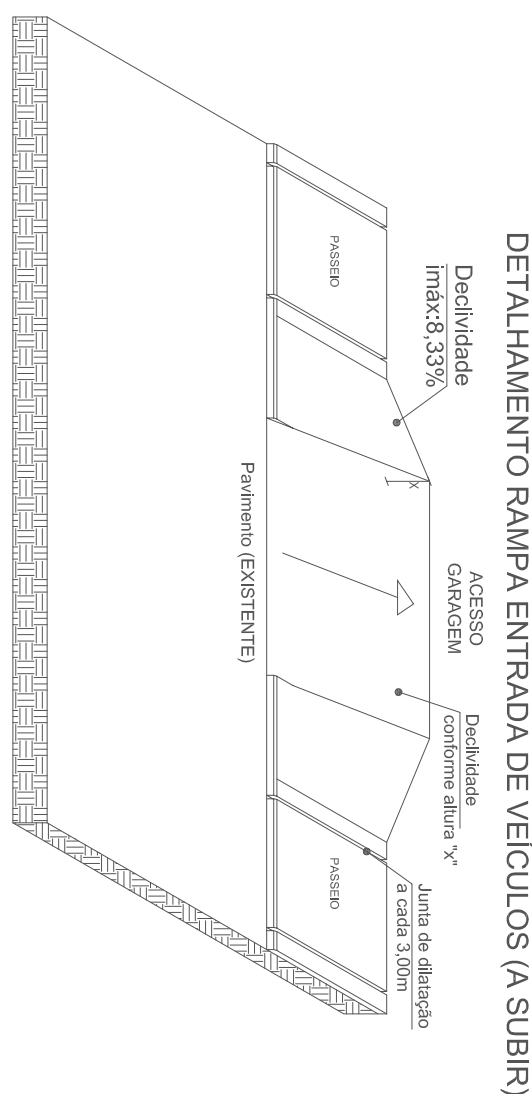 DETALHAMENTO RAMPA ENTRADA DE VEÍCULOS (A SUBIR)
Declividade
imáx:8,33%
ACESSO
GARAGEM
Declividade
conforme altura "x"
Junta de dilatação
a cada 3,00m
x
PASSEIO
PASSEIO
Pavimento (EXISTENTE)